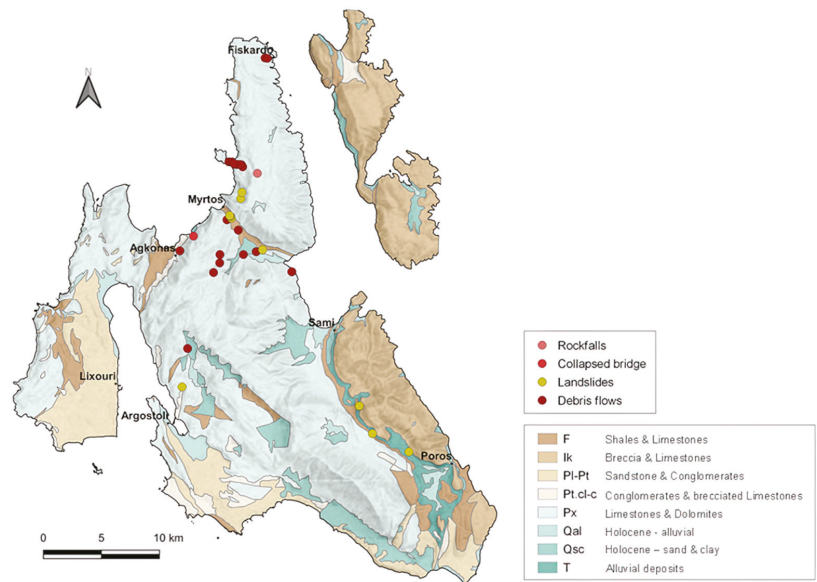 Fiskardo
N
Myrtos
Agkonas
Sami
Lixouri
Argostoli
Poros
0 5 10 km
Rockfalls
Collapsed bridge
Landslides
Debris flows
F Shales & Limestones
Ik Breccia & Limestones
Pl-Pt Sandstone & Conglomerates
Pt.cl-c Conglomerates & brecciated Limestones
Px Limestones & Dolomites
Qal Holocene - alluvial
Qsc Holocene – sand & clay
T Alluvial deposits